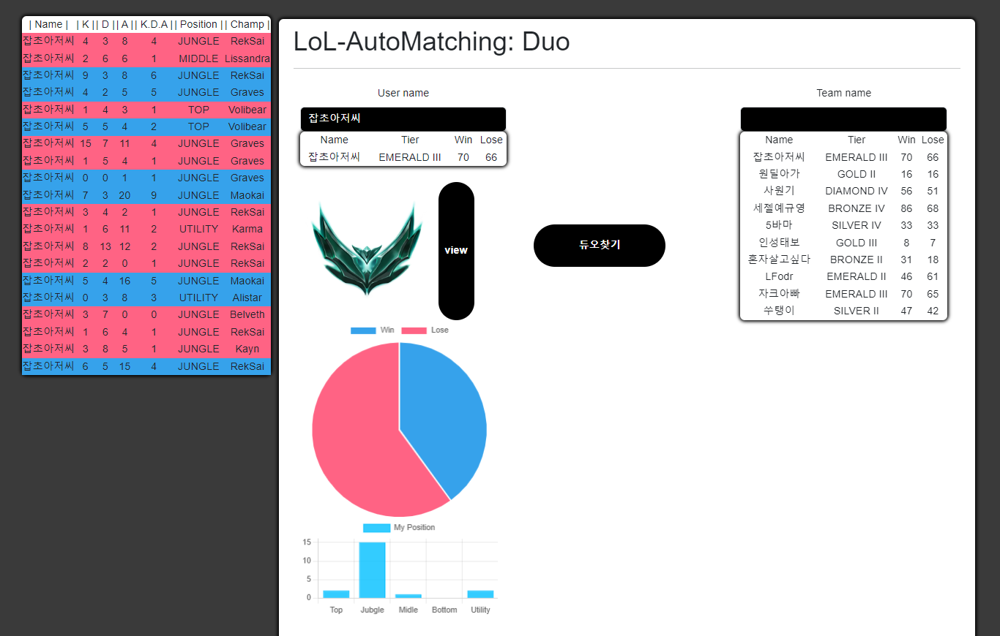 | Name | | K || D || A || K.D.A || Position || Champ |
잡초아저씨 4 3 8 4 JUNGLE RekSai
잡초아저씨 2 6 6 1 MIDDLE Lissandra
잡초아저씨 9 3 8 6 JUNGLE RekSai
잡초아저씨 4 2 5 5 JUNGLE Graves
잡초아저씨 1 4 3 1 TOP Volibear
잡초아저씨 5 5 4 2 TOP Volibear
잡초아저씨 15 7 11 4 JUNGLE Graves
잡초아저씨 1 5 4 1 JUNGLE Graves
잡초아저씨 0 0 1 1 JUNGLE Graves
잡초아저씨 7 3 20 9 JUNGLE Maokai
잡초아저씨 3 4 2 1 JUNGLE RekSai
잡초아저씨 1 6 11 2 UTILITY Karma
잡초아저씨 8 13 12 2 JUNGLE RekSai
잡초아저씨 2 2 0 1 JUNGLE RekSai
잡초아저씨 5 4 16 5 JUNGLE Maokai
잡초아저씨 0 3 8 3 UTILITY Alistar
잡초아저씨 3 7 0 0 JUNGLE Belveth
잡초아저씨 1 6 4 1 JUNGLE RekSai
잡초아저씨 3 8 5 1 JUNGLE Kayn
잡초아저씨 6 5 15 4 JUNGLE RekSai
LoL-AutoMatching: Duo
User name
잡초아저씨
Name Tier Win Lose
잡초아저씨 EMERALD III 70 66
view
Win Lose
My Position
15
10
5
0
Top Jubgle Midle Bottom Utility
듀오찾기
Team name
Name Tier Win Lose
잡초아저씨 EMERALD III 70 66
원딜아가 GOLD II 16 16
사원기 DIAMOND IV 56 51
세젤예규영 BRONZE IV 86 68
5바마 SILVER IV 33 33
인성태보 GOLD III 8 7
혼자살고싶다 BRONZE II 31 18
LFodr EMERALD II 46 61
자크아빠 EMERALD III 70 65
쑤탱이 SILVER II 47 42